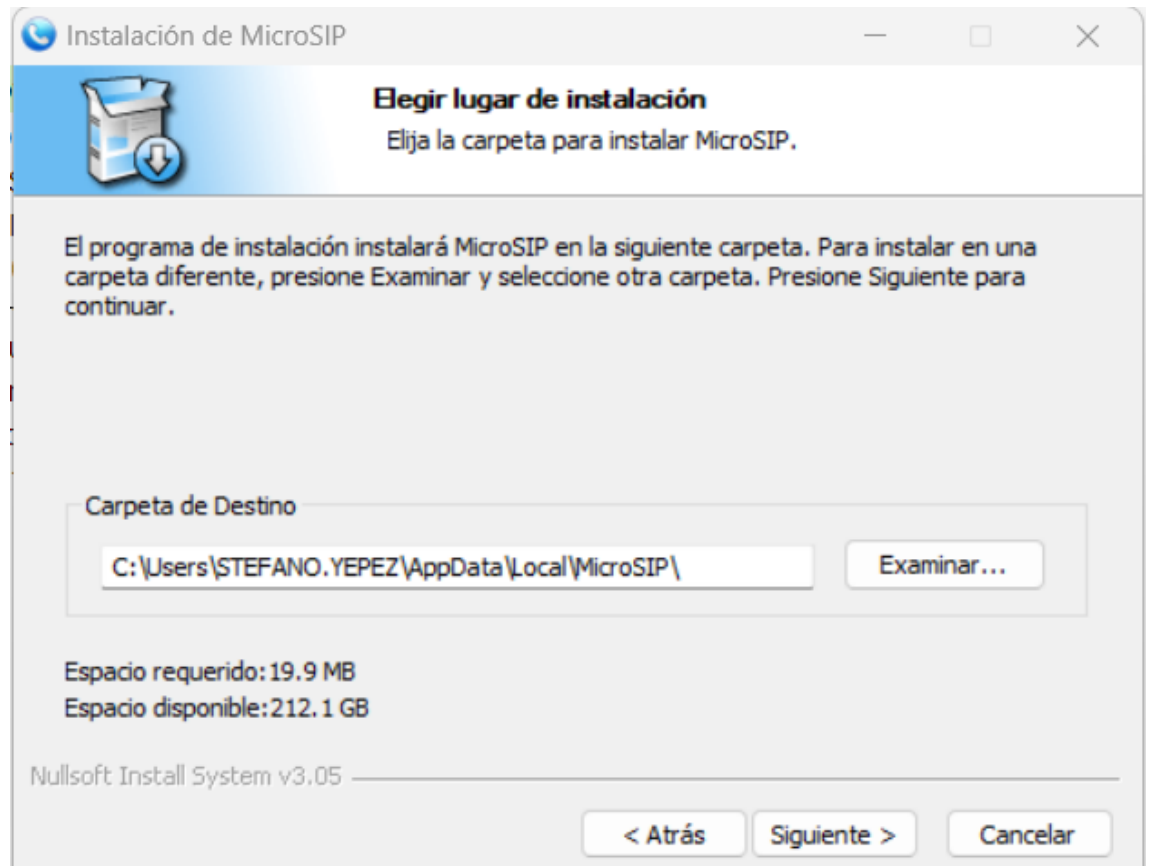 Instalación de MicroSIP
Elegir lugar de instalación
Elija la carpeta para instalar MicroSIP.
El programa de instalación instalará MicroSIP en la siguiente carpeta. Para instalar en una
carpeta diferente, presione Examinar y seleccione otra carpeta. Presione Siguiente para
continuar.
Carpeta de Destino
C:\Users\STEFANO.YEPEZ\AppData\Local\MicroSIP\
Examinar...
Espacio requerido: 19.9 MB
Espacio disponible: 212.1 GB
Nullsoft Install System v3.05
< Atrás
Siguiente >
Cancelar